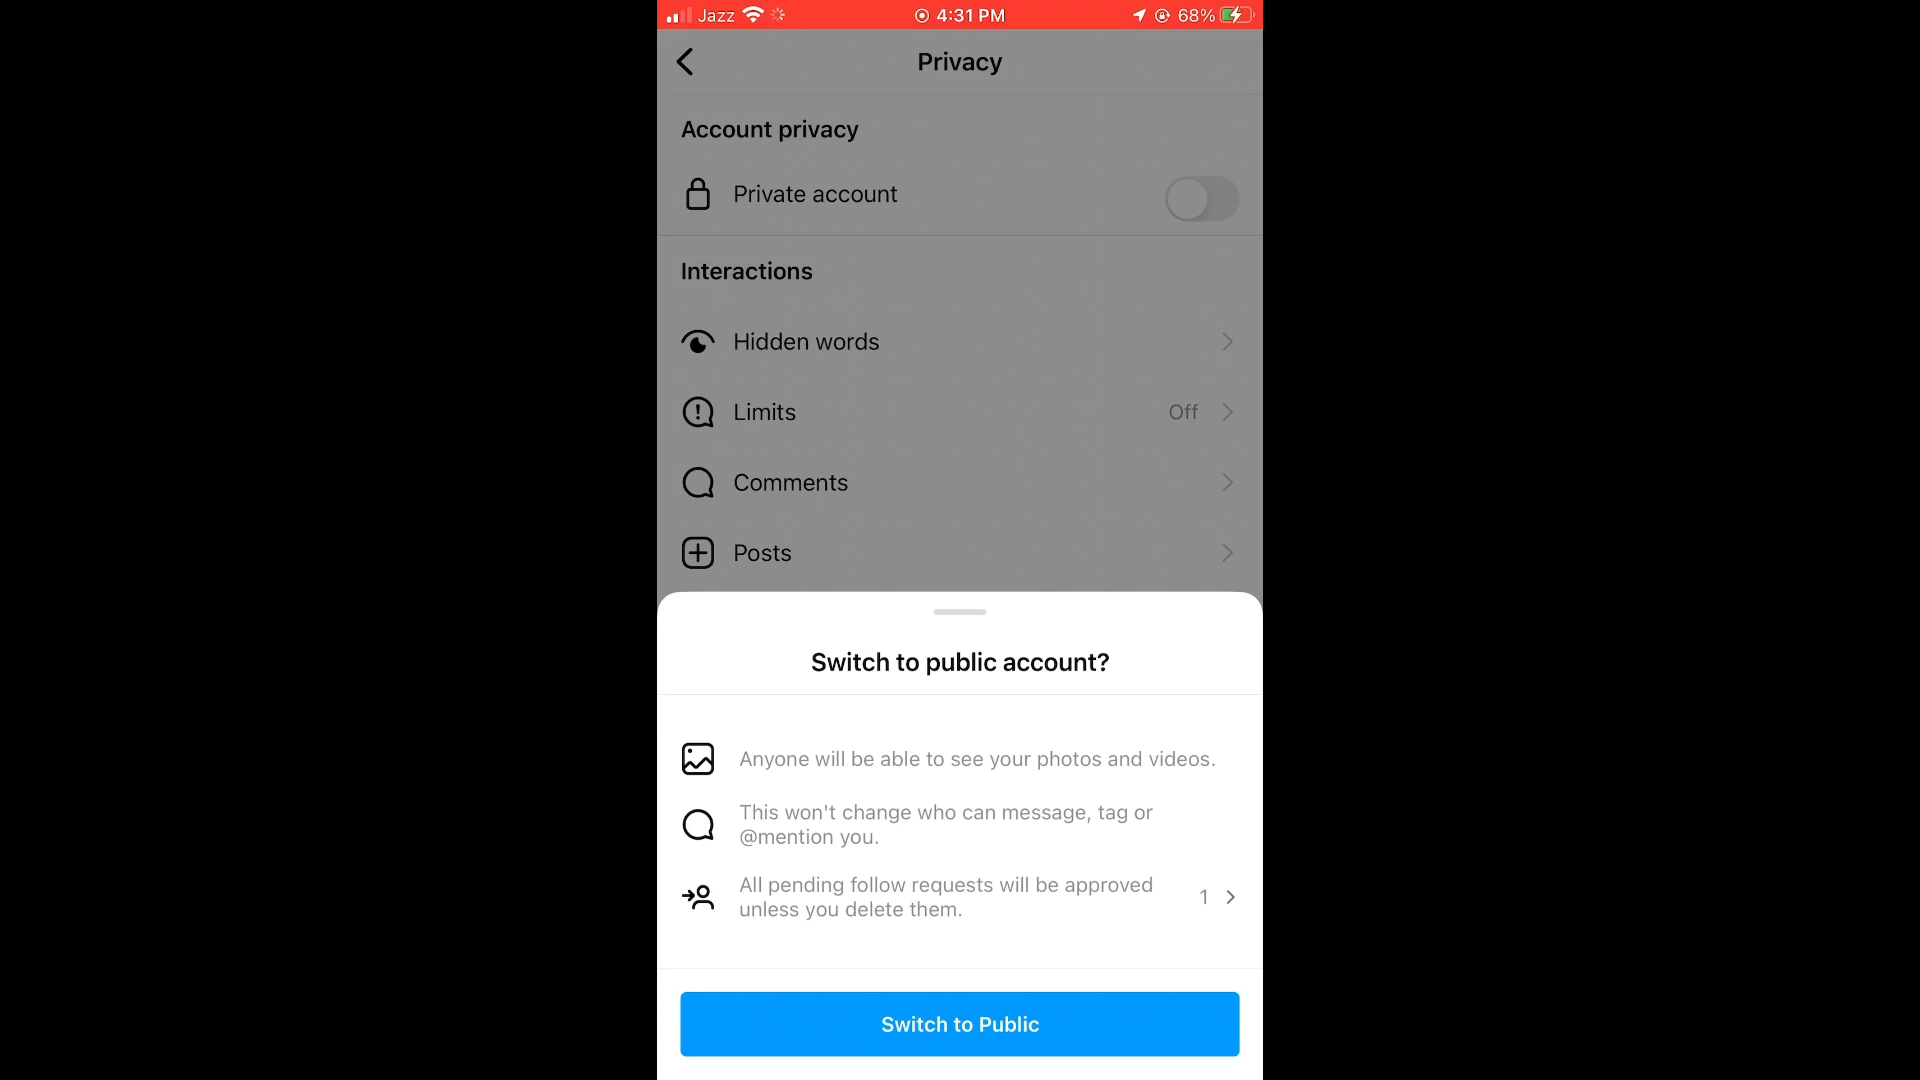 Jazz 4:31 PM 68%
Privacy
Account privacy
Private account
Interactions
Hidden words
Limits Off
Comments
Posts
Switch to public account?
Anyone will be able to see your photos and videos.
This won't change who can message, tag or
@mention you.
All pending follow requests will be approved
unless you delete them.
1
Switch to Public